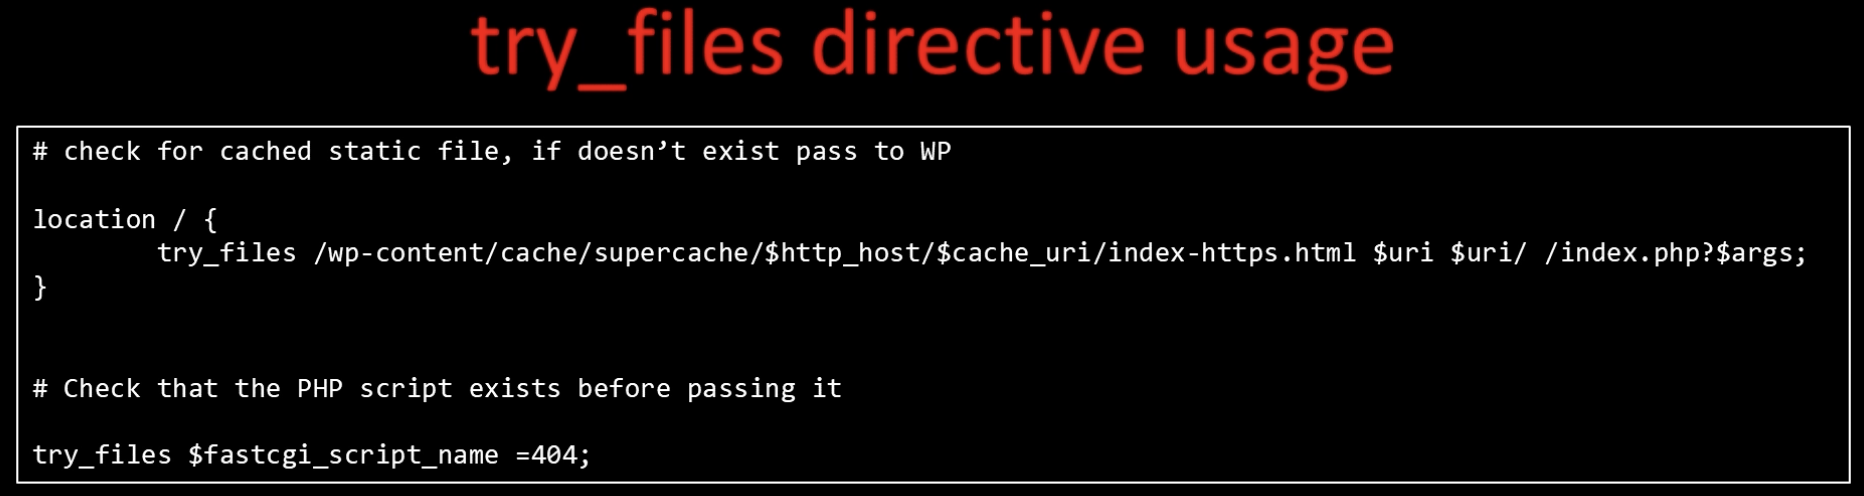 try_files directive usage
# check for cached static file, if doesn’t exist pass to WP
location / {
try_files /wp-content/cache/supercache/$http_host/$cache_uri/index-https.html $uri $uri/ /index.php?$args;
}
# Check that the PHP script exists before passing it
try_files $fastcgi_script_name =404;